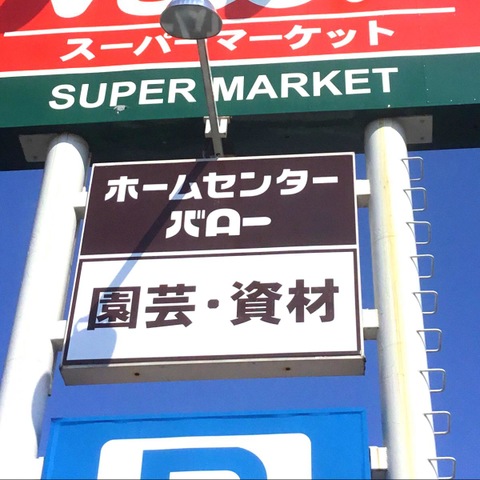 スーパーマーケット
SUPER MARKET
ホームセンター
バロー
園芸・資材
P